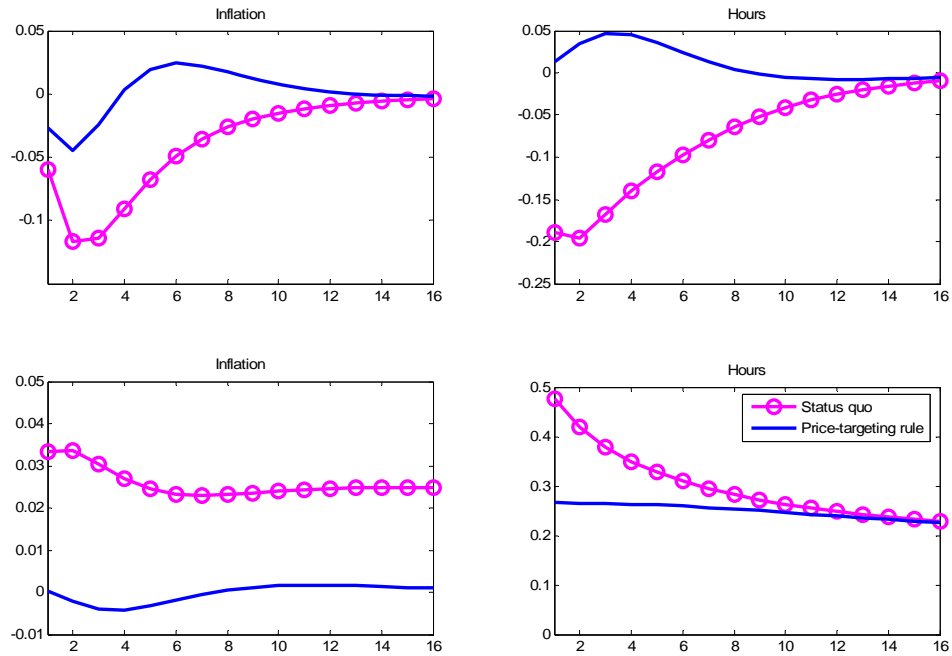 Inflation
0.05
0
-0.05
-0.1
2 4 6 8 10 12 14 16
Hours
0.05
0
-0.05
-0.1
-0.15
-0.2
-0.25
2 4 6 8 10 12 14 16
Inflation
0.05
0.04
0.03
0.02
0.01
0
-0.01
2 4 6 8 10 12 14 16
Hours
0.5
0.4
0.3
0.2
0.1
0
2 4 6 8 10 12 14 16
Status quo
Price-targeting rule